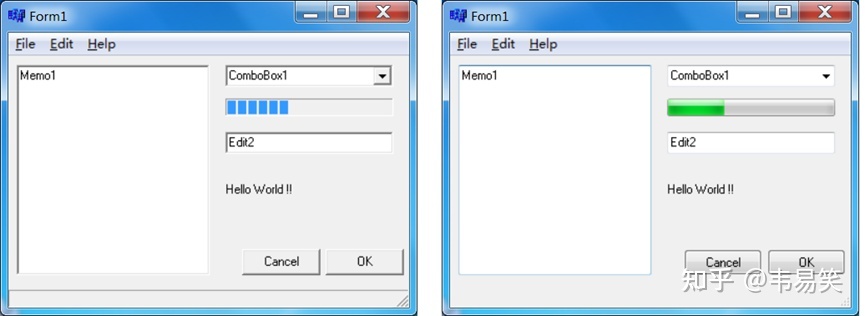 Form1
File Edit Help
Memo1
ComboBox1
Edit2
Hello World !!
Cancel OK
Form1
File Edit Help
Memo1
ComboBox1
Edit2
Hello World !!
Cancel OK
知乎 @韦易笑